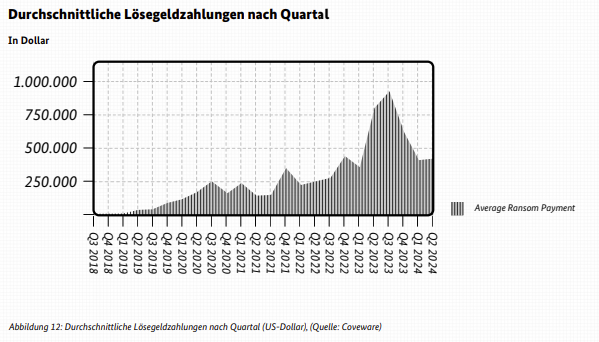 Durchschnittliche Lösegeldzahlungen nach Quartal
In Dollar
1.000.000
750.000
500.000
250.000
Average Ransom Payment
Q3 2018
Q4 2018
Q1 2019
Q2 2019
Q3 2019
Q4 2019
Q1 2020
Q2 2020
Q3 2020
Q4 2020
Q1 2021
Q2 2021
Q3 2021
Q4 2021
Q1 2022
Q2 2022
Q3 2022
Q4 2022
Q1 2023
Q2 2023
Q3 2023
Q4 2023
Q1 2024
Q2 2024
Abbildung 12: Durchschnittliche Lösegeldzahlungen nach Quartal (US-Dollar), (Quelle: Coveware)